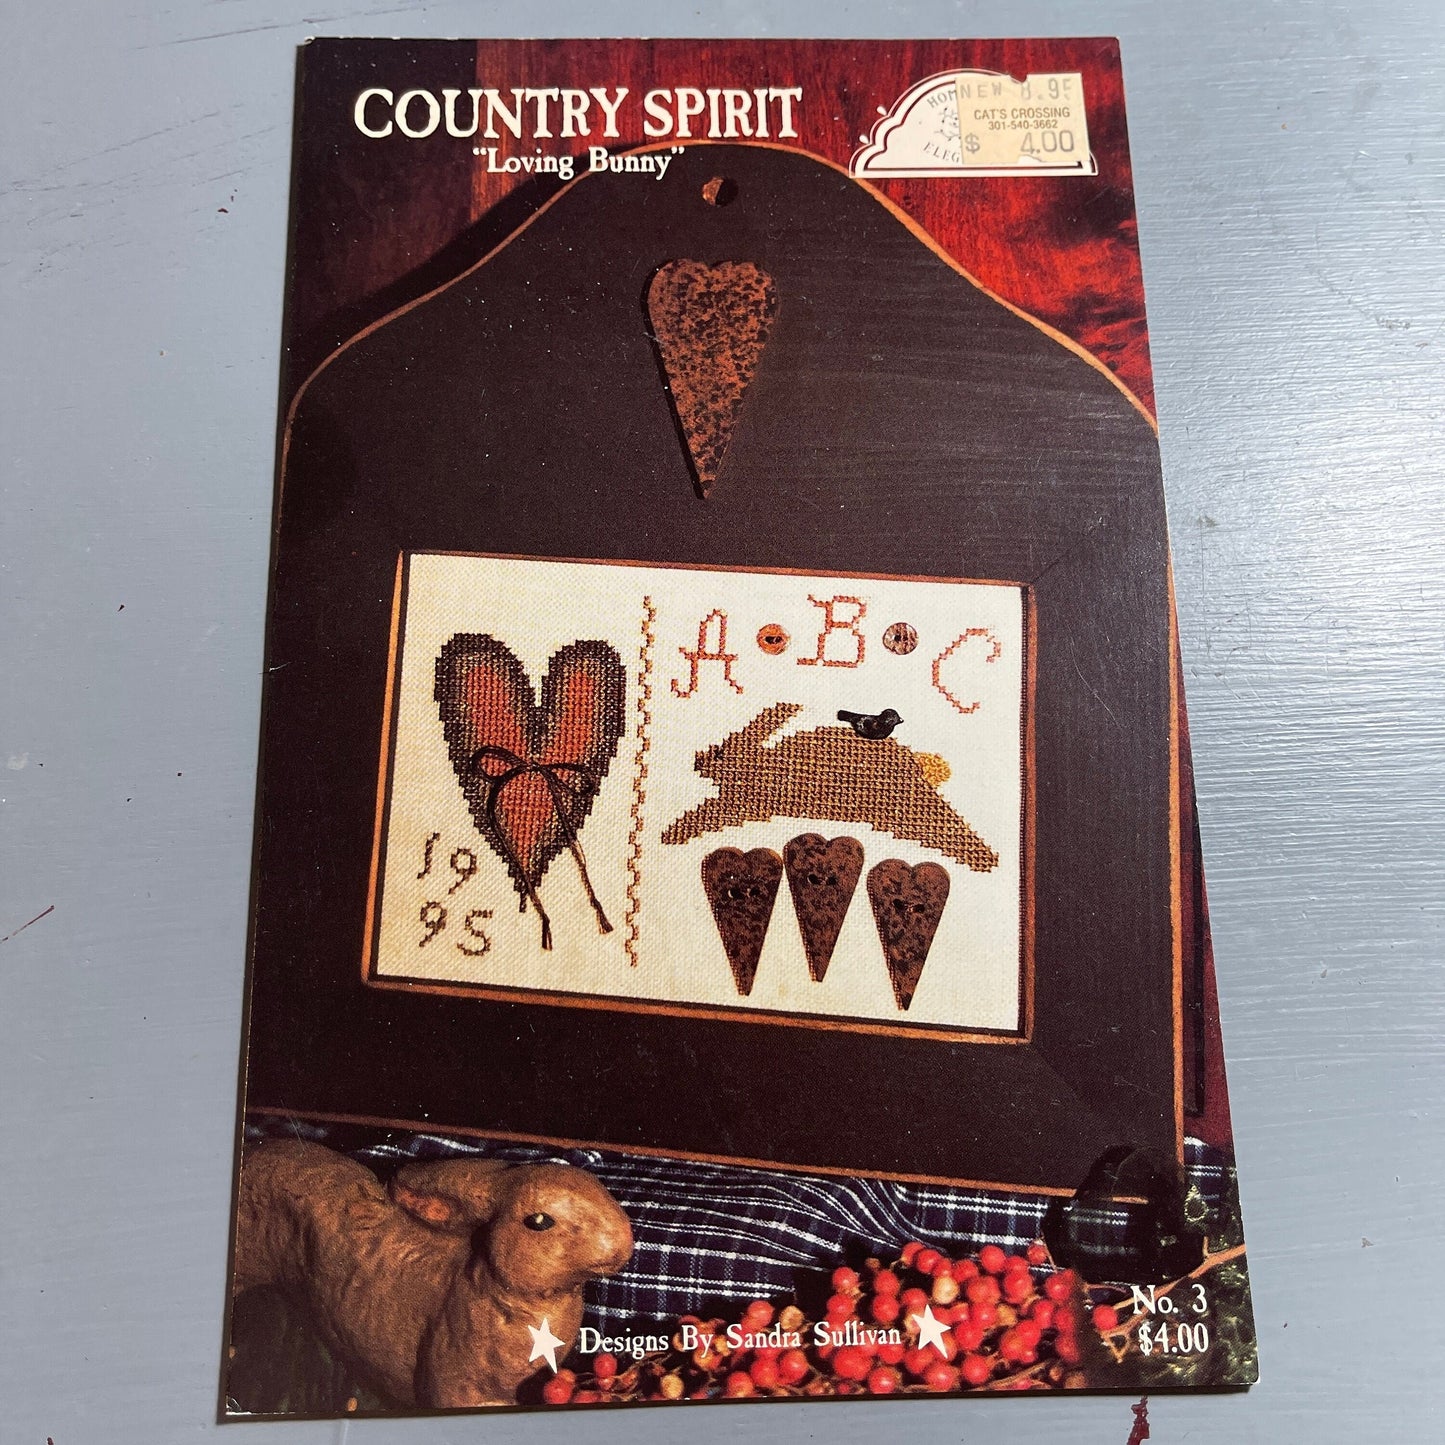 COUNTRY SPIRIT
"Loving Bunny"
NEW 8.95
CAT'S CROSSING
301-540-3662
$ 4.00
A B C
19
95
Designs By Sandra Sullivan
No. 3
$4.00